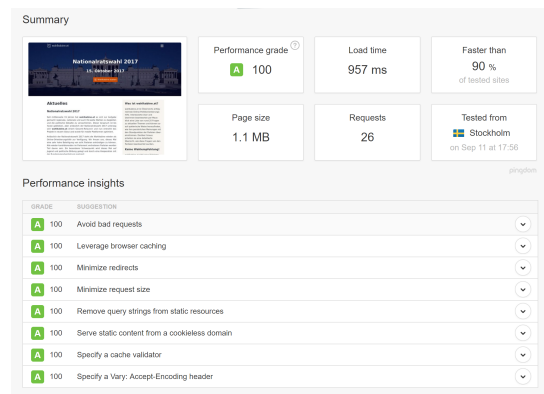 Summary
Nationalratswahl 2017
15. Oktober 2017
Aktuelles
Nationalratswahl 2017
Performance grade ?
A 100
Load time
957 ms
Faster than
90 %
of tested sites
Page size
1.1 MB
Requests
26
Tested from
Stockholm
on Sep 11 at 17:56
pingdom
Performance insights
GRADE SUGGESTION
A 100 Avoid bad requests
A 100 Leverage browser caching
A 100 Minimize redirects
A 100 Minimize request size
A 100 Remove query strings from static resources
A 100 Serve static content from a cookieless domain
A 100 Specify a cache validator
A 100 Specify a Vary: Accept-Encoding header